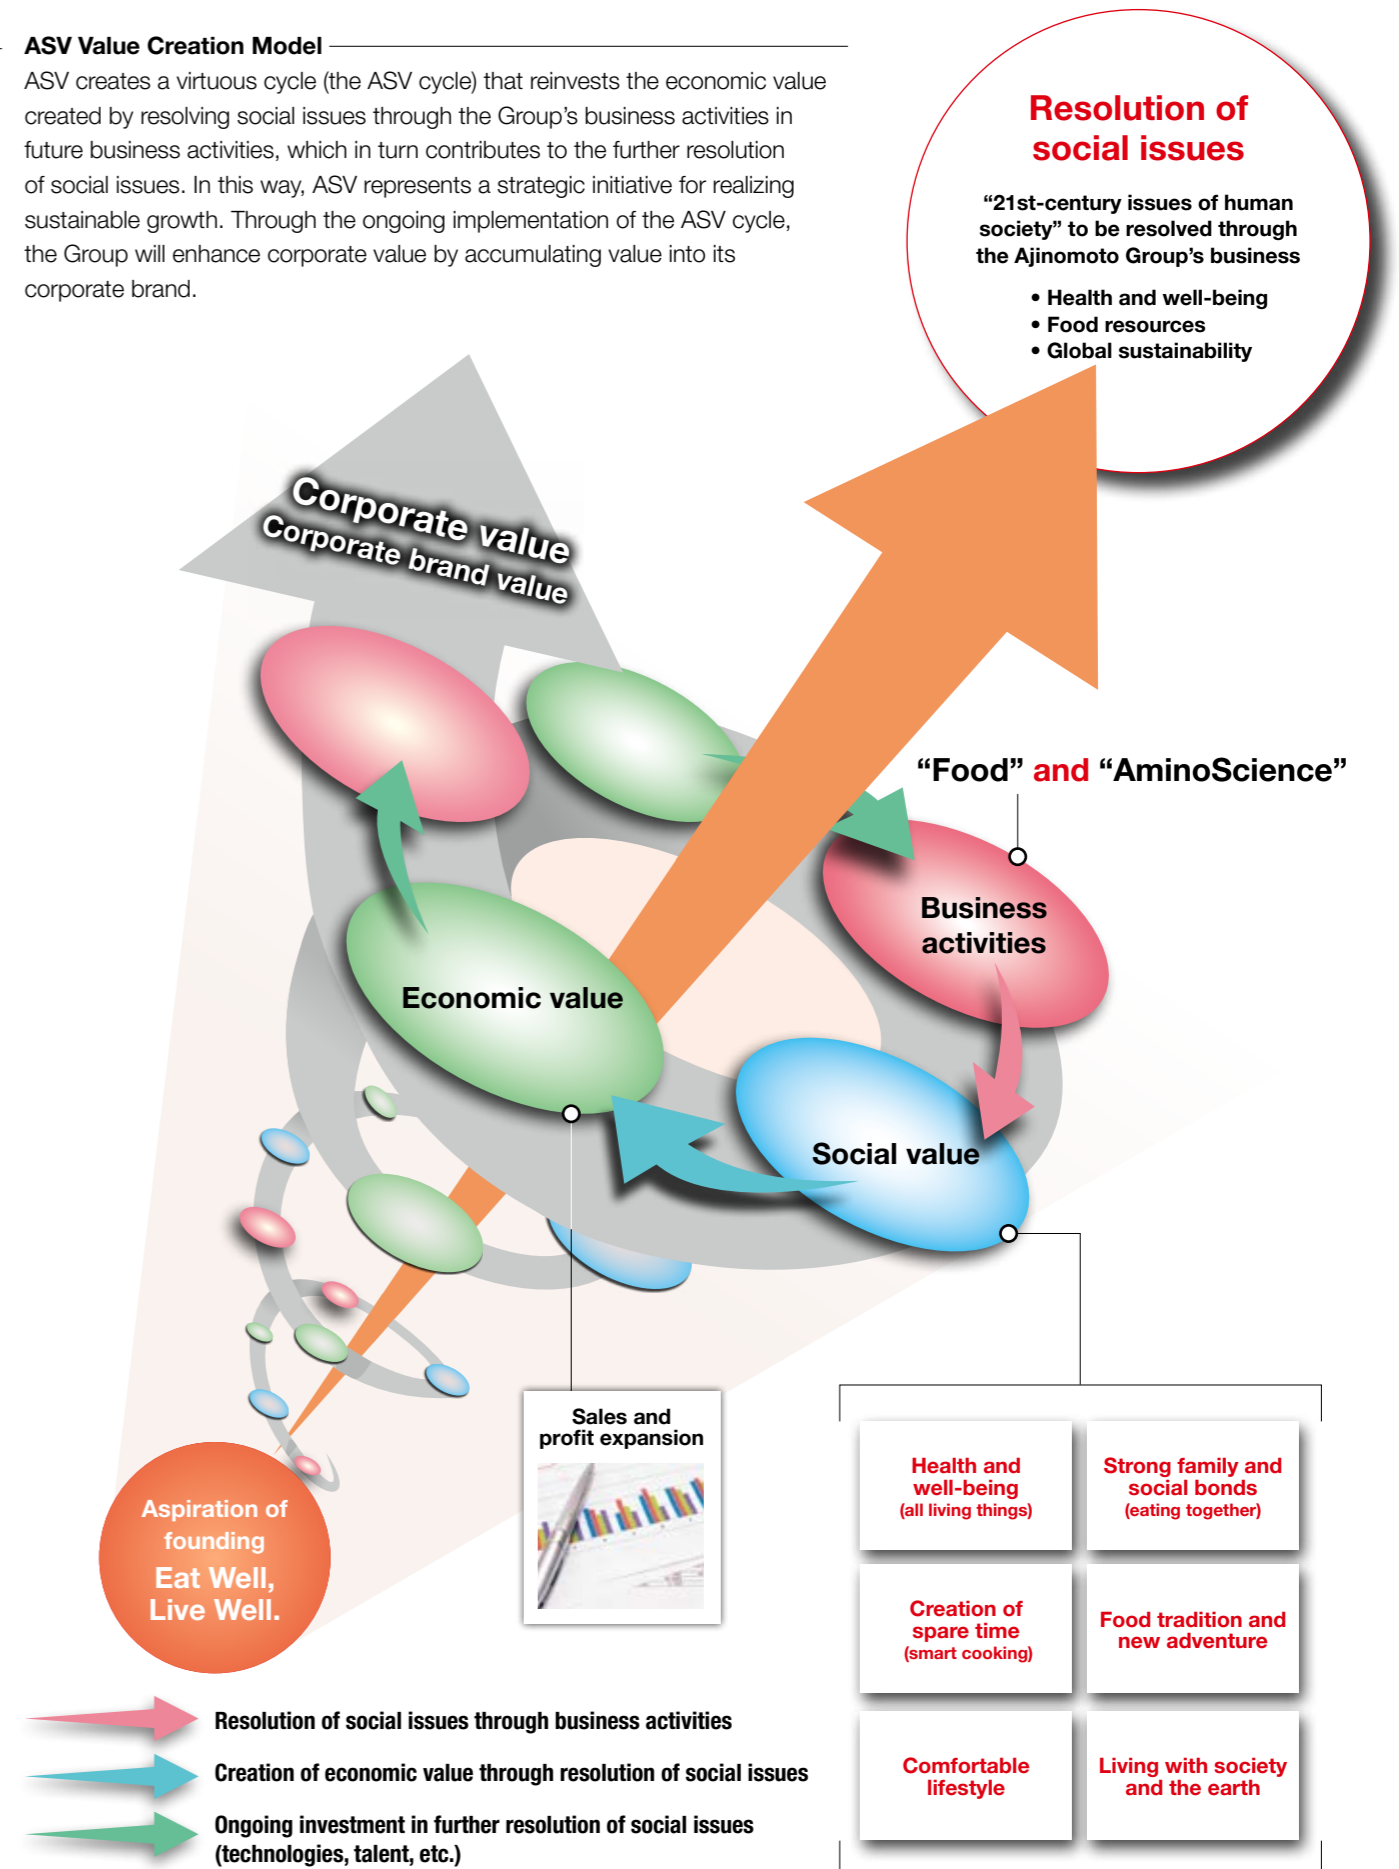 ASV Value Creation Model
ASV creates a virtuous cycle (the ASV cycle) that reinvests the economic value
created by resolving social issues through the Group’s business activities in
future business activities, which in turn contributes to the further resolution
of social issues. In this way, ASV represents a strategic initiative for realizing
sustainable growth. Through the ongoing implementation of the ASV cycle,
the Group will enhance corporate value by accumulating value into its
corporate brand.
Resolution of
social issues
“21st-century issues of human
society” to be resolved through
the Ajinomoto Group’s business
• Health and well-being
• Food resources
• Global sustainability
Corporate value
Corporate brand value
“Food” and “AminoScience”
Business
activities
Economic value
Social value
Sales and
profit expansion
Health and
well-being
(all living things)
Strong family and
social bonds
(eating together)
Creation of
spare time
(smart cooking)
Food tradition and
new adventure
Comfortable
lifestyle
Living with society
and the earth
Aspiration of
founding
Eat Well,
Live Well.
Resolution of social issues through business activities
Creation of economic value through resolution of social issues
Ongoing investment in further resolution of social issues
(technologies, talent, etc.)